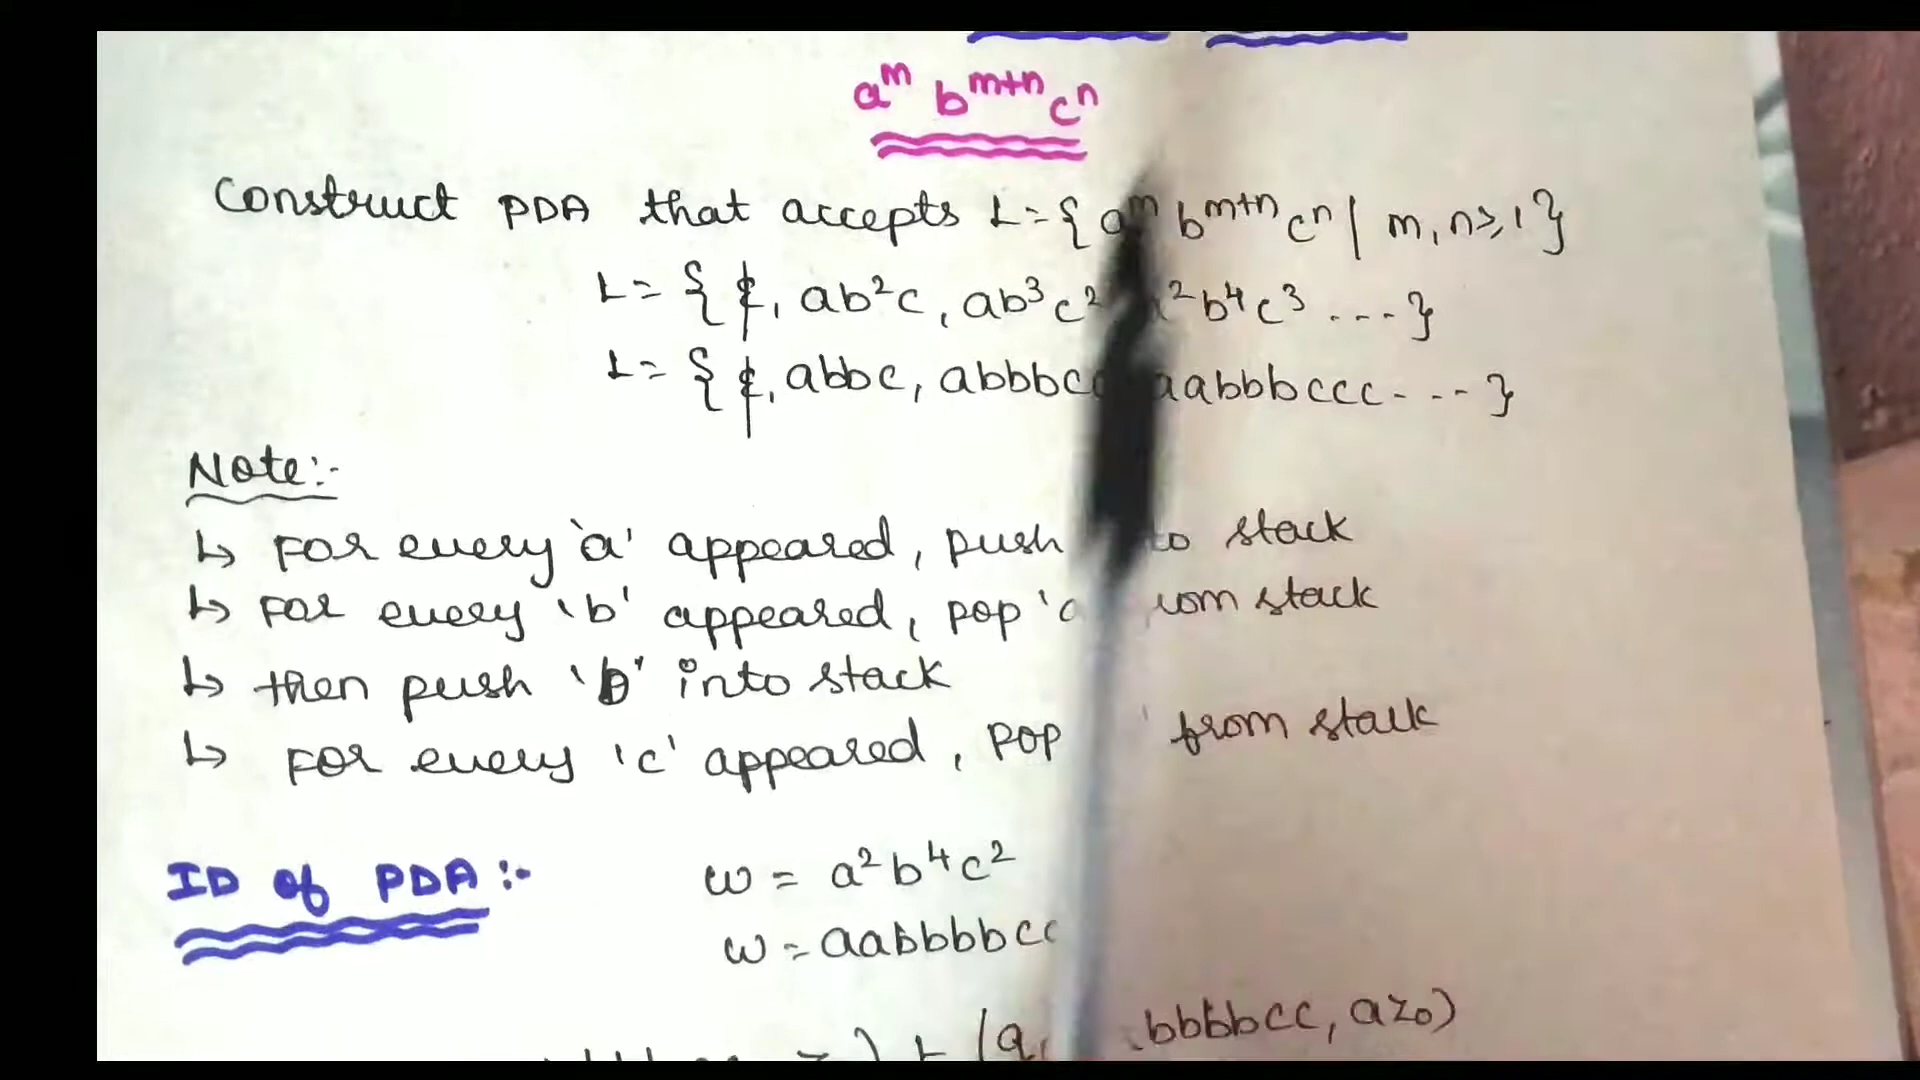 a^m b^{m+n} c^n
Construct PDA that accepts L = { a^m b^{m+n} c^n | m, n ≥ 1 }
L = { , ab²c, ab³c² ² b⁴c³ ---- }
L = { , abbc, abbbc aabbbbccc - - - }
Note:-
↳ For every 'a' appeared, push stack
↳ For every 'b' appeared, pop stack
↳ then push 'b' into stack
↳ for every 'c' appeared, pop from stack
ID of PDA :-
w = a²b⁴c²
w = aabbbbcc
bbbbcc, az₀)